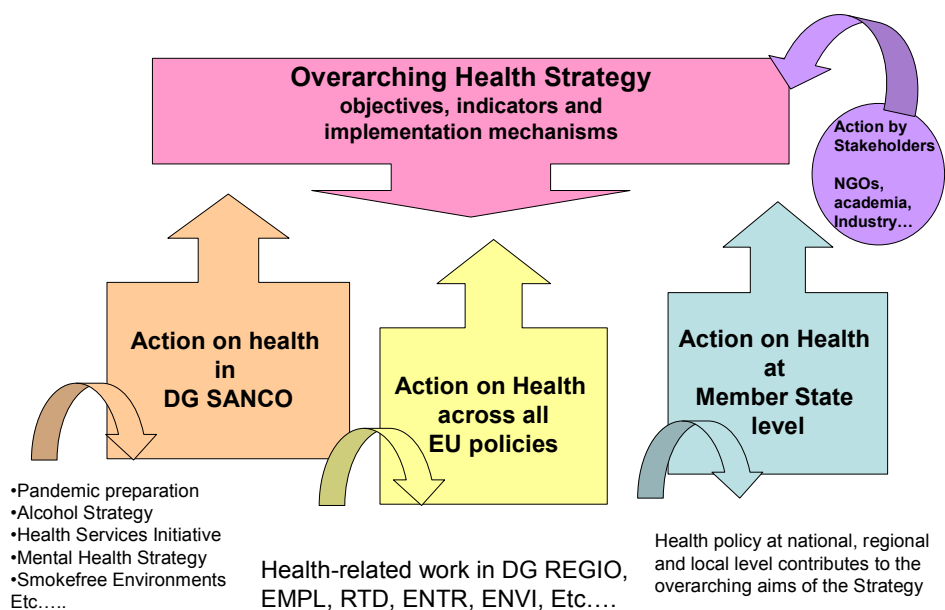 Overarching Health Strategy
objectives, indicators and
implementation mechanisms
Action by
Stakeholders
NGOs,
academia,
Industry…
Action on health
in
DG SANCO
Action on Health
across all
EU policies
Action on Health
at
Member State
level
•Pandemic preparation
•Alcohol Strategy
•Health Services Initiative
•Mental Health Strategy
•Smokefree Environments
Etc…..
Health-related work in DG REGIO,
EMPL, RTD, ENTR, ENVI, Etc….
Health policy at national, regional
and local level contributes to the
overarching aims of the Strategy